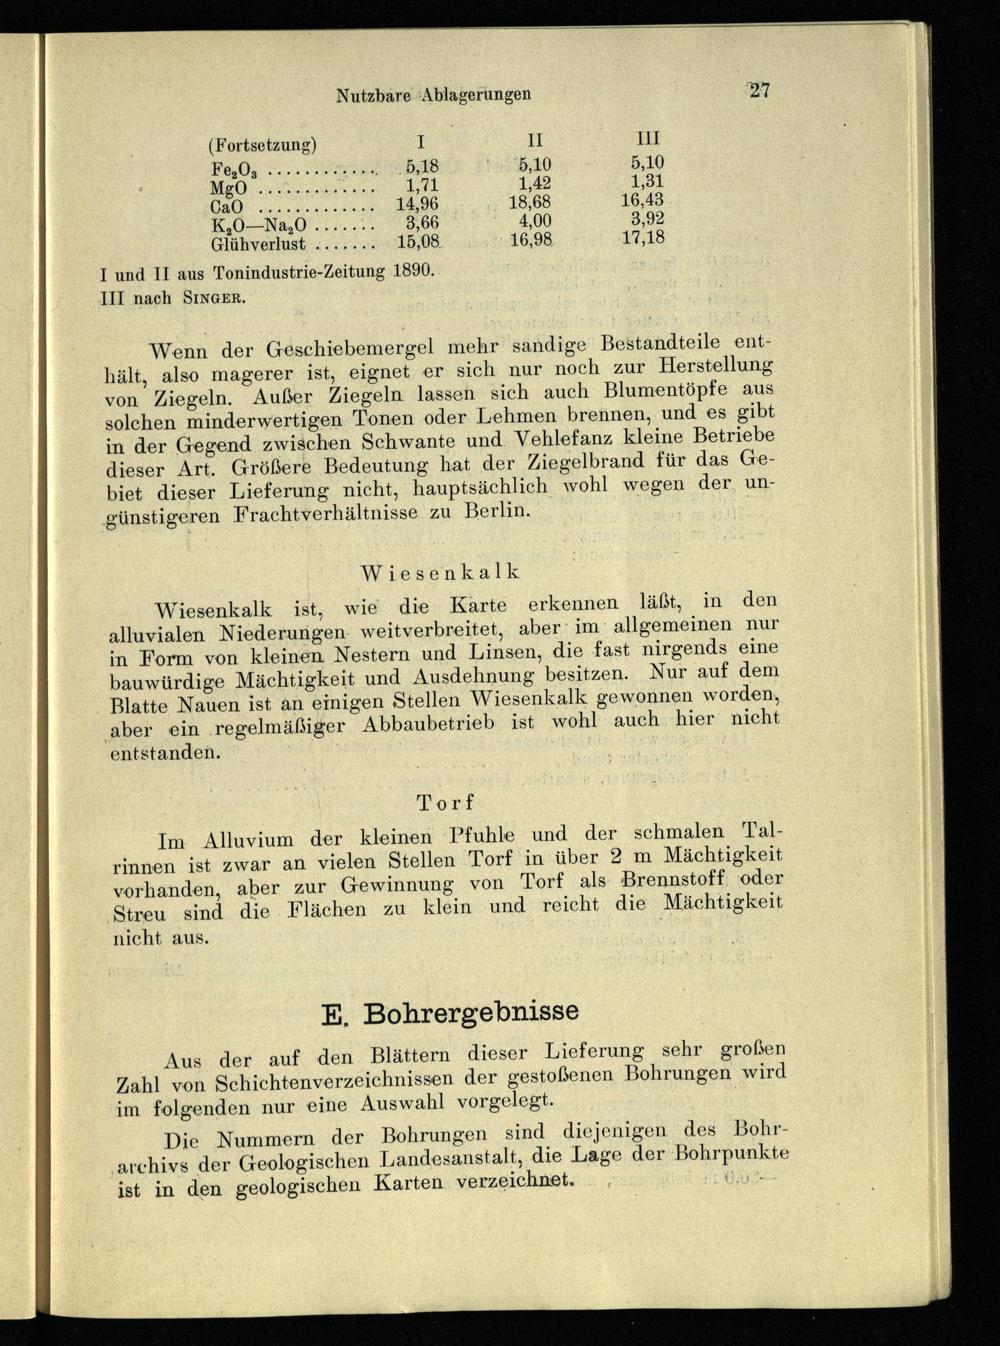 Nutzbare Ablagerungen 27
(Fortsetzung) I II III
Fe₂O₃ ............ 5,18 5,10 5,10
MgO ............. 1,71 1,42 1,31
CaO ............. 14,96 18,68 16,43
K₂O—Na₂O ....... 3,66 4,00 3,92
Glühverlust ....... 15,08 16,98 17,18
I und II aus Tonindustrie-Zeitung 1890.
III nach SINGER.
Wenn der Geschiebemergel mehr sandige Bestandteile ent-
hält, also magerer ist, eignet er sich nur noch zur Herstellung
von Ziegeln. Außer Ziegeln lassen sich auch Blumentöpfe aus
solchen minderwertigen Tonen oder Lehmen brennen, und es gibt
in der Gegend zwischen Schwante und Vehlefanz kleine Betriebe
dieser Art. Größere Bedeutung hat der Ziegelbrand für das Ge-
biet dieser Lieferung nicht, hauptsächlich wohl wegen der un-
günstigeren Frachtverhältnisse zu Berlin.
Wiesenkalk
Wiesenkalk ist, wie die Karte erkennen läßt, in den
alluvialen Niederungen weitverbreitet, aber im allgemeinen nur
in Form von kleinen Nestern und Linsen, die fast nirgends eine
bauwürdige Mächtigkeit und Ausdehnung besitzen. Nur auf dem
Blatte Nauen ist an einigen Stellen Wiesenkalk gewonnen worden,
aber ein regelmäßiger Abbaubetrieb ist wohl auch hier nicht
entstanden.
Torf
Im Alluvium der kleinen Pfuhle und der schmalen Tal-
rinnen ist zwar an vielen Stellen Torf in über 2 m Mächtigkeit
vorhanden, aber zur Gewinnung von Torf als Brennstoff oder
Streu sind die Flächen zu klein und reicht die Mächtigkeit
nicht aus.
E. Bohrergebnisse
Aus der auf den Blättern dieser Lieferung sehr großen
Zahl von Schichtenverzeichnissen der gestoßenen Bohrungen wird
im folgenden nur eine Auswahl vorgelegt.
Die Nummern der Bohrungen sind diejenigen des Bohr-
archivs der Geologischen Landesanstalt, die Lage der Bohrpunkte
ist in den geologischen Karten verzeichnet.